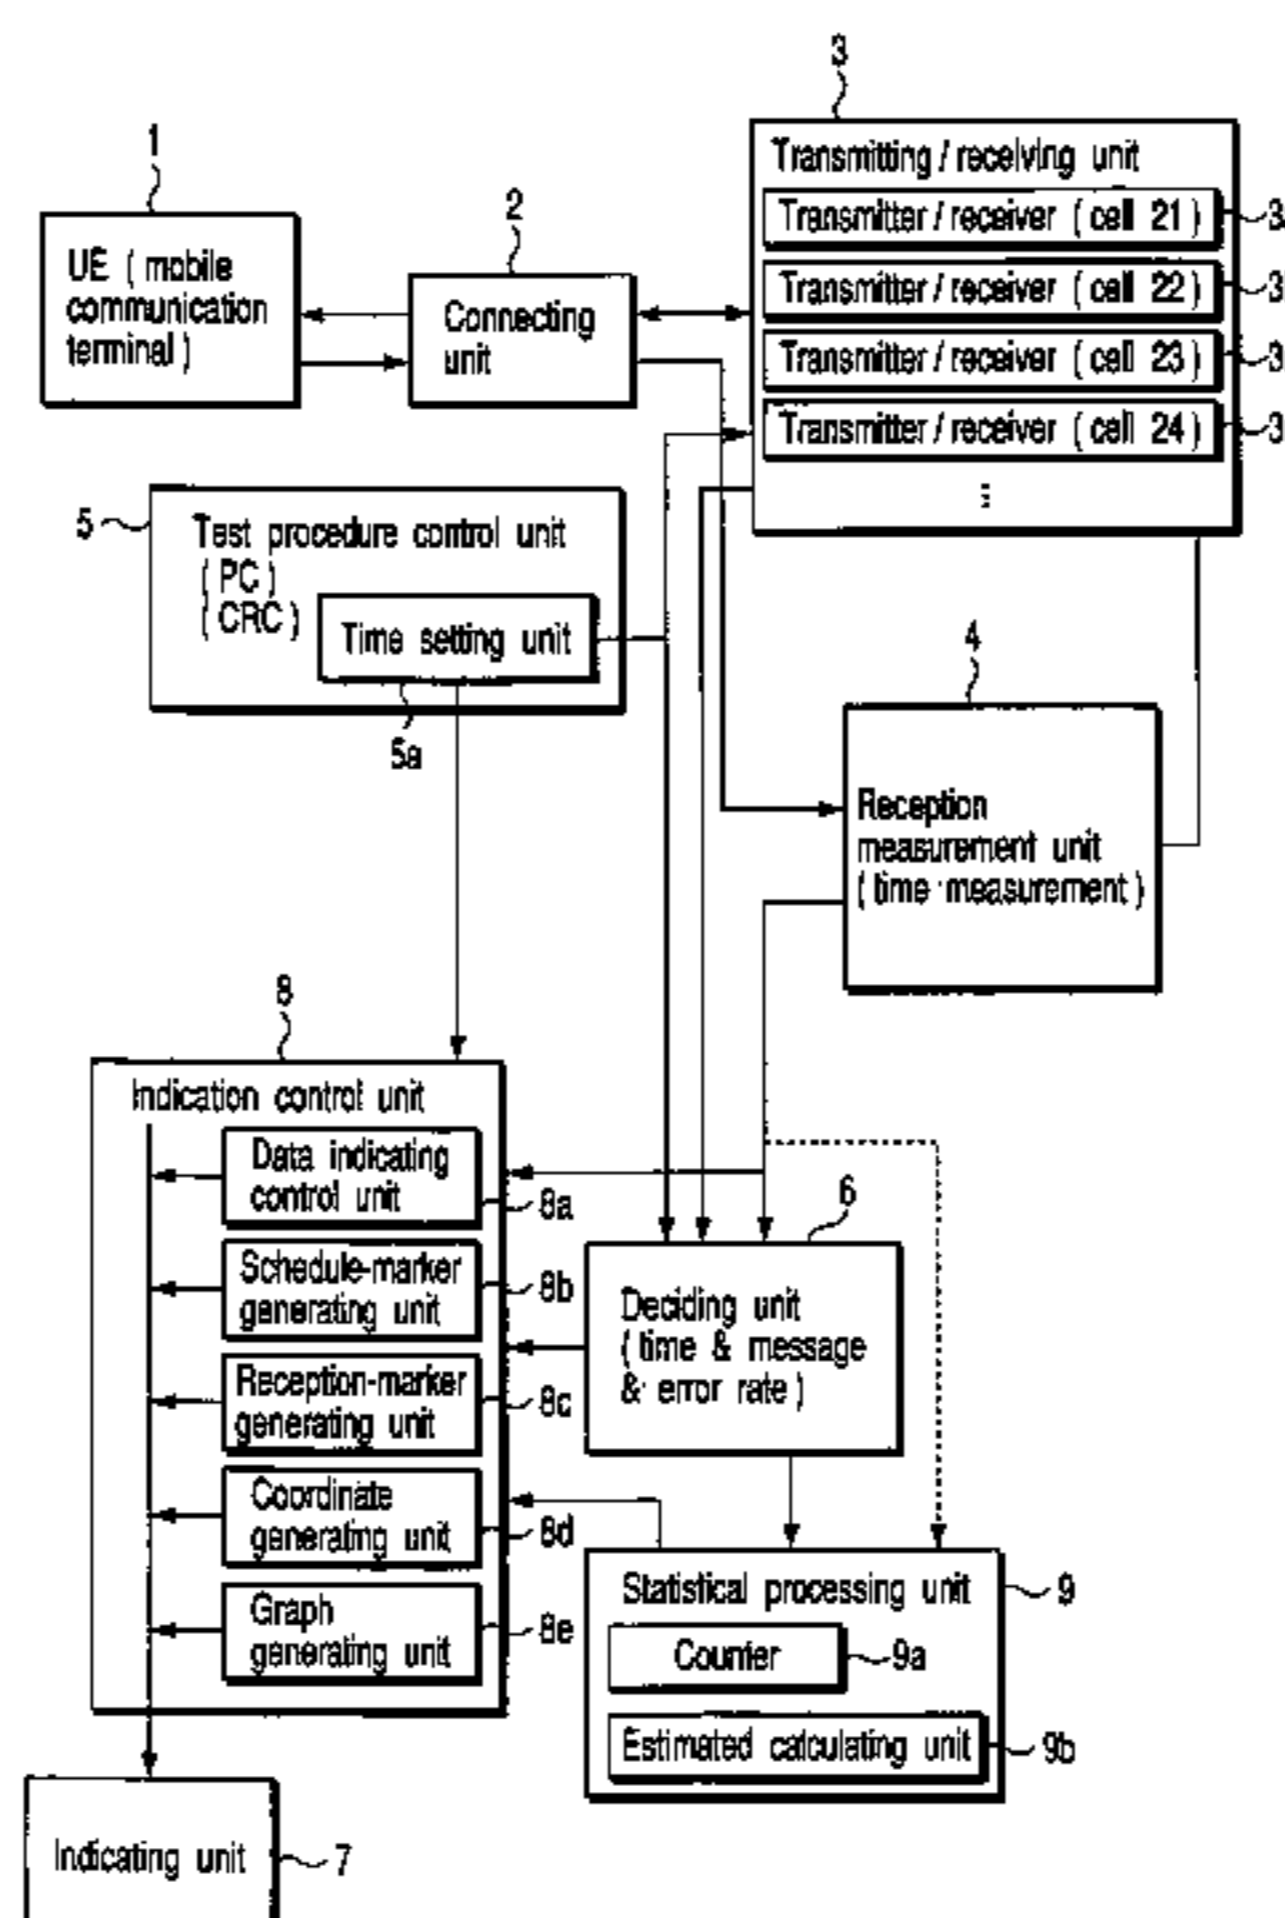 3
1
Transmitting / receiving unit
2
Transmitter / receiver ( cell 21 )
3
UE ( mobile
communication
terminal )
Transmitter / receiver ( cell 22 )
3
Connecting
unit
Transmitter / receiver ( cell 23 )
3
Transmitter / receiver ( cell 24 )
3
5
Test procedure control unit
( PC )
( CRC )
Time setting unit
5a
4
Reception
measurement unit
( time measurement )
8
Indication control unit
Data indicating
control unit
8a
6
Schedule-marker
generating unit
8b
Deciding unit
( time & message
& error rate )
Reception-marker
generating unit
8c
Coordinate
generating unit
8d
Statistical processing unit
9
Graph
generating unit
8e
Counter
9a
Estimated calculating unit
9b
Indicating unit
7